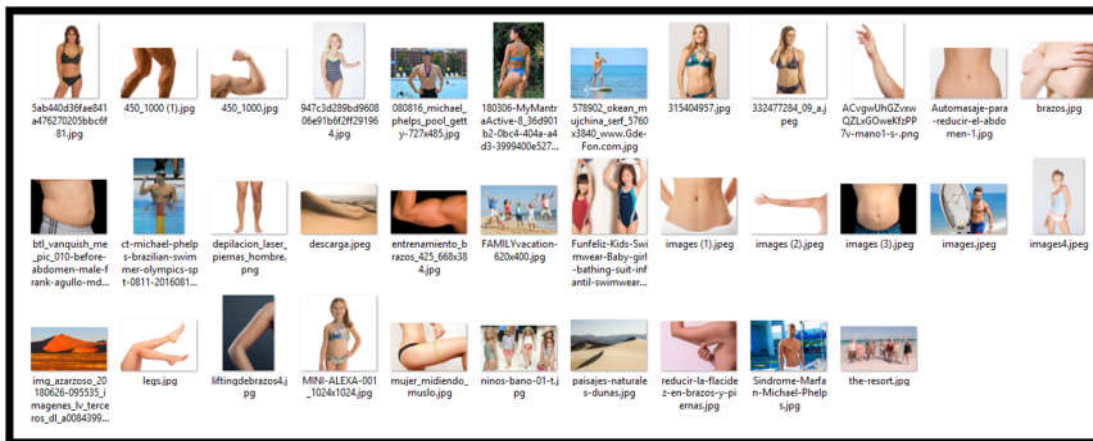 5ab440d36fae841
a476270205bbc6f
81.jpg
450_1000 (1).jpg
450_1000.jpg
947c3d289bd9608
06e91b6f2ff29196
4.jpg
080816_michael_
phelps_pool_gett
y-727x485.jpg
180306-MyMantr
aActive-8_36d901
b2-0bc4-404a-a4
d3-3999400e527...
578902_okean_m
ujchina_serf_5760
x3840_www.Gde-
Fon.com.jpg
315404957.jpg
332477284_09_a.j
peg
ACvgwUhGZvxw
QZLxGOweKfzPP
7v-mano1-s-.png
Automasaje-para
-reducir-el-abdo
men-1.jpg
brazos.jpg
btl_vanquish_me
_pic_010-before-
abdomen-male-f
rank-agullo-md...
ct-michael-phelp
s-brazilian-swim
mer-olympics-sp
t-0811-2016081...
depilacion_laser_
piernas_hombre.
png
descarga.jpeg
entrenamiento_b
razos_425_668x38
4.jpg
FAMILYvacation-
620x400.jpg
Funfeliz-Kids-Swi
mwear-Baby-girl
-bathing-suit-inf
antil-swimwear...
images (1).jpeg
images (2).jpeg
images (3).jpeg
images.jpeg
images4.jpeg
img_azarzoso_20
180626-095535_i
magenes_lv_terce
ros_dl_a0084399...
legs.jpg
liftingdebrazos4.j
pg
MINI-ALEXA-001
_1024x1024.jpg
mujer_midiendo_
muslo.jpg
ninos-bano-01-t.j
pg
paisajes-naturale
s-dunas.jpg
reducir-la-flacide
z-en-brazos-y-pi
ernas.jpg
Sindrome-Marfa
n-Michael-Phelp
s.jpg
the-resort.jpg